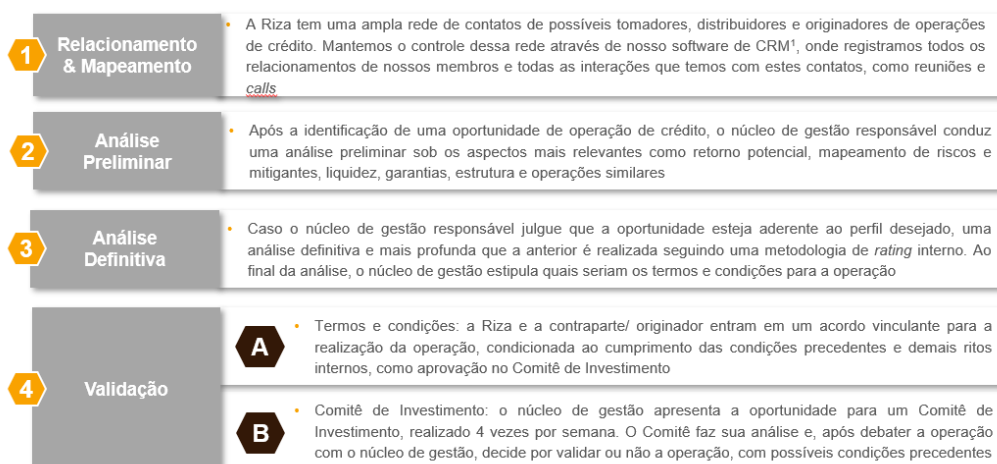 1
Relacionamento
& Mapeamento
• A Riza tem uma ampla rede de contatos de possíveis tomadores, distribuidores e originadores de operações
de crédito. Mantemos o controle dessa rede através de nosso software de CRM¹, onde registramos todos os
relacionamentos de nossos membros e todas as interações que temos com estes contatos, como reuniões e
calls
2
Análise
Preliminar
• Após a identificação de uma oportunidade de operação de crédito, o núcleo de gestão responsável conduz
uma análise preliminar sob os aspectos mais relevantes como retorno potencial, mapeamento de riscos e
mitigantes, liquidez, garantias, estrutura e operações similares
3
Análise
Definitiva
• Caso o núcleo de gestão responsável julgue que a oportunidade esteja aderente ao perfil desejado, uma
análise definitiva e mais profunda que a anterior é realizada seguindo uma metodologia de rating interno. Ao
final da análise, o núcleo de gestão estipula quais seriam os termos e condições para a operação
4
Validação
A
• Termos e condições: a Riza e a contraparte/ originador entram em um acordo vinculante para a
realização da operação, condicionada ao cumprimento das condições precedentes e demais ritos
internos, como aprovação no Comitê de Investimento
B
• Comitê de Investimento: o núcleo de gestão apresenta a oportunidade para um Comitê de
Investimento, realizado 4 vezes por semana. O Comitê faz sua análise e, após debater a operação
com o núcleo de gestão, decide por validar ou não a operação, com possíveis condições precedentes